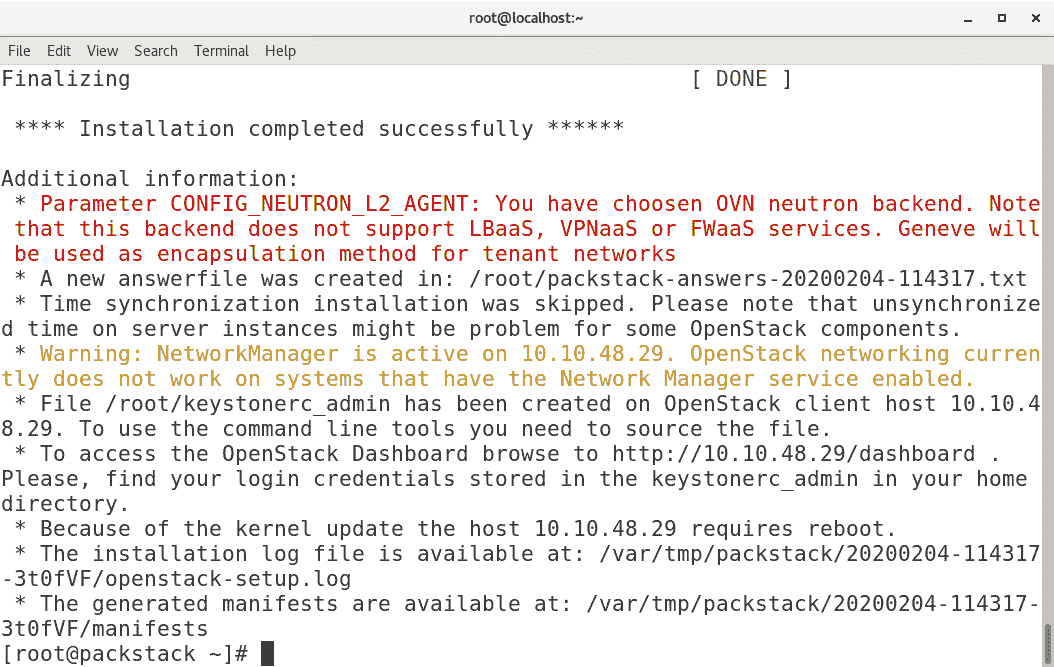 root@localhost:~
File Edit View Search Terminal Help
Finalizing [ DONE ]
**** Installation completed successfully ******
Additional information:
* Parameter CONFIG_NEUTRON_L2_AGENT: You have choosen OVN neutron backend. Note
that this backend does not support LBaaS, VPNaaS or FWaaS services. Geneve will
be used as encapsulation method for tenant networks
* A new answerfile was created in: /root/packstack-answers-20200204-114317.txt
* Time synchronization installation was skipped. Please note that unsynchronize
d time on server instances might be problem for some OpenStack components.
* Warning: NetworkManager is active on 10.10.48.29. OpenStack networking curren
tly does not work on systems that have the Network Manager service enabled.
* File /root/keystonerc_admin has been created on OpenStack client host 10.10.4
8.29. To use the command line tools you need to source the file.
* To access the OpenStack Dashboard browse to http://10.10.48.29/dashboard .
Please, find your login credentials stored in the keystonerc_admin in your home
directory.
* Because of the kernel update the host 10.10.48.29 requires reboot.
* The installation log file is available at: /var/tmp/packstack/20200204-114317
-3t0fVF/openstack-setup.log
* The generated manifests are available at: /var/tmp/packstack/20200204-114317-
3t0fVF/manifests
[root@packstack ~]#